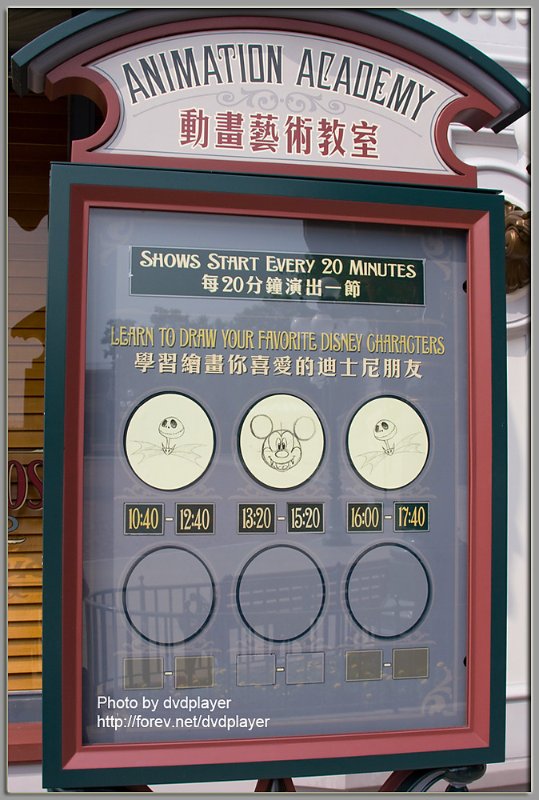 ANIMATION ACADEMY
動畫藝術教室
SHOWS START EVERY 20 MINUTES
每20分鐘演出一節
LEARN TO DRAW YOUR FAVORITE DISNEY CHARACTERS
學習繪畫你喜愛的迪士尼朋友
10:40 - 12:40 13:20 - 15:20 16:00 - 17:40
Photo by dvdplayer
http://forev.net/dvdplayer